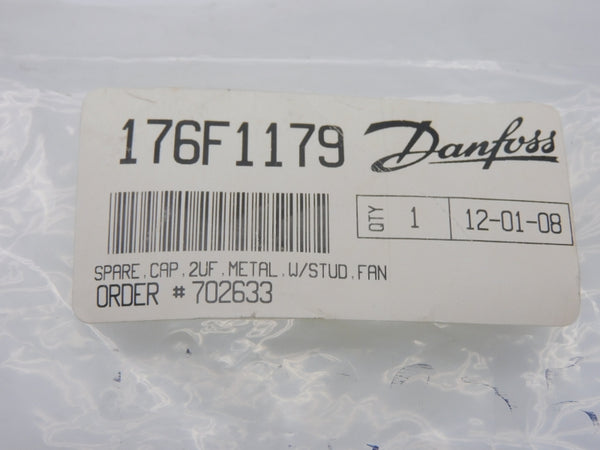 176F1179 Danfoss
QTY 1 12-01-08
SPARE,CAP,2UF,METAL,W/STUD,FAN
ORDER # 702633